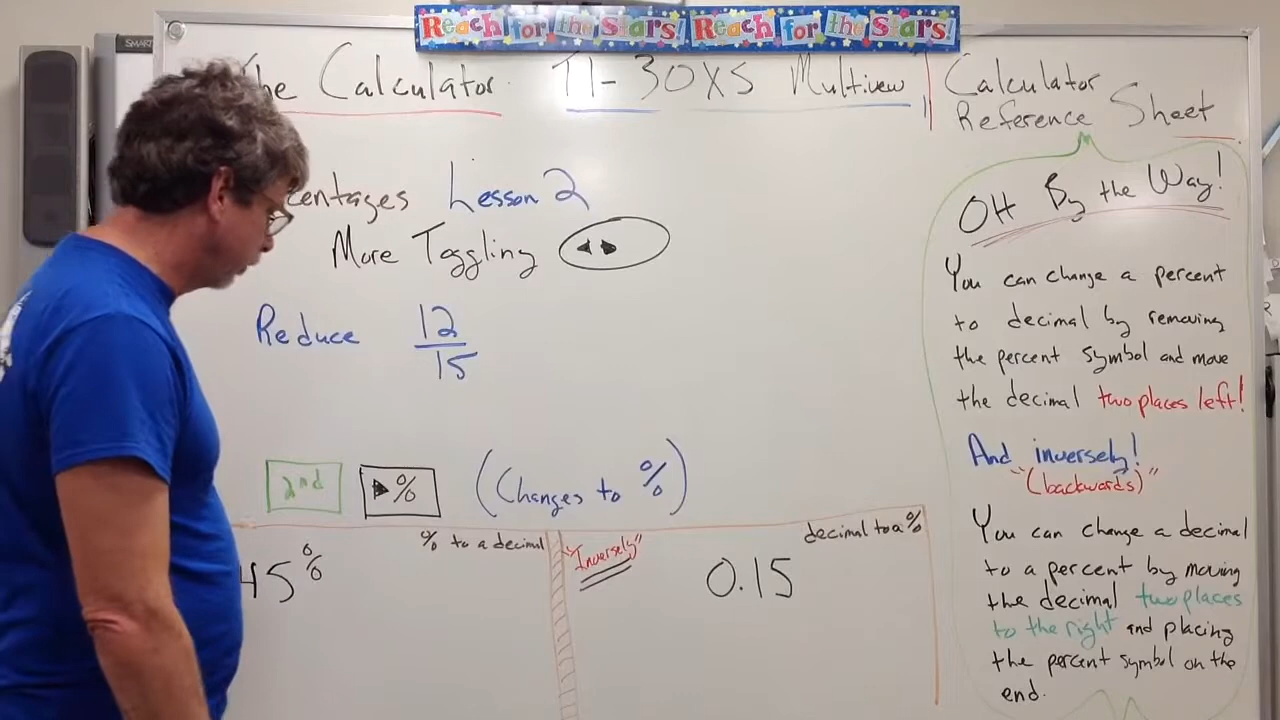 Reach for the Stars! Reach for the Stars!
SMART
he Calculator TI-30XS Multiview
Calculator
Reference Sheet
centages Lesson 2
More Toggling ◀ ▶
Reduce 12
15
2nd ▶% (Changes to %)
% to a decimal
45%
"Inversely"
decimal to a %
0.15
OH By the Way!
You can change a percent
to decimal by removing
the percent symbol and move
the decimal two places left!
And inversely!
"(backwards)"
You can change a decimal
to a percent by moving
the decimal two places
to the right and placing
the percent symbol on the
end.